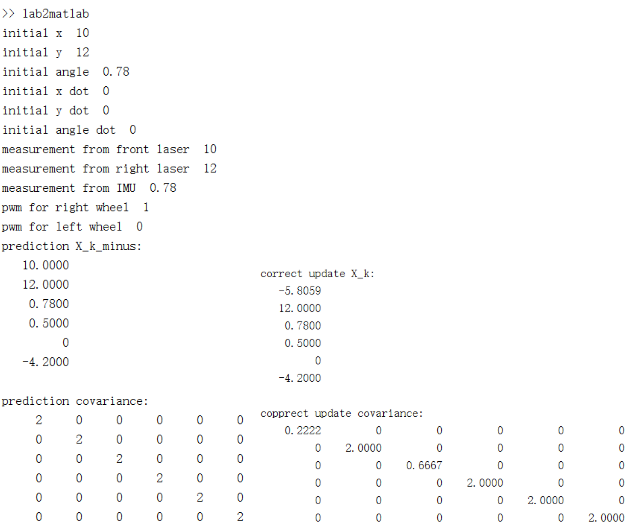 >> lab2matlab
initial x  10
initial y  12
initial angle  0.78
initial x dot  0
initial y dot  0
initial angle dot  0
measurement from front laser  10
measurement from right laser  12
measurement from IMU  0.78
pwm for right wheel  1
pwm for left wheel  0
prediction X_k_minus:
10.0000
12.0000
0.7800
0.5000
0
-4.2000
correct update X_k:
-5.8059
12.0000
0.7800
0.5000
0
-4.2000
prediction covariance:
2 0 0 0 0 0
0 2 0 0 0 0
0 0 2 0 0 0
0 0 0 2 0 0
0 0 0 0 2 0
0 0 0 0 0 2
copprect update covariance:
0.2222 0 0 0 0 0
0 2.0000 0 0 0 0
0 0 0.6667 0 0 0
0 0 0 2.0000 0 0
0 0 0 0 2.0000 0
0 0 0 0 0 2.0000